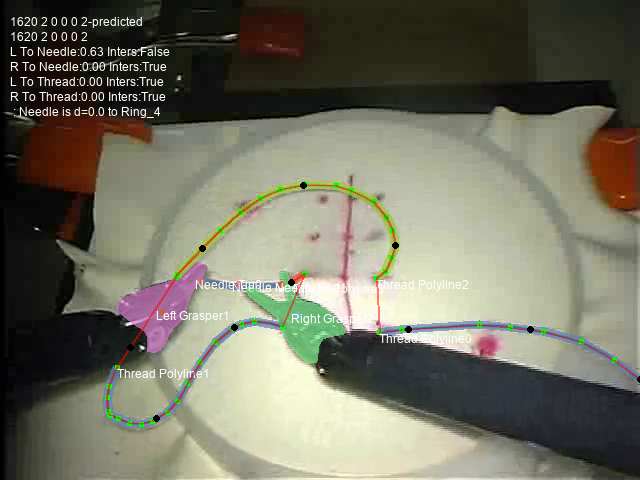 1620 2 0 0 0 2-predicted
1620 2 0 0 0 2
L To Needle:0.63 Inters:False
R To Needle:0.00 Inters:True
L To Thread:0.00 Inters:True
R To Thread:0.00 Inters:True
: Needle is d=0.0 to Ring_4
Thread Polyline2
Left Grasper1
Right Grasper
Thread Polyline0
Thread Polyline1